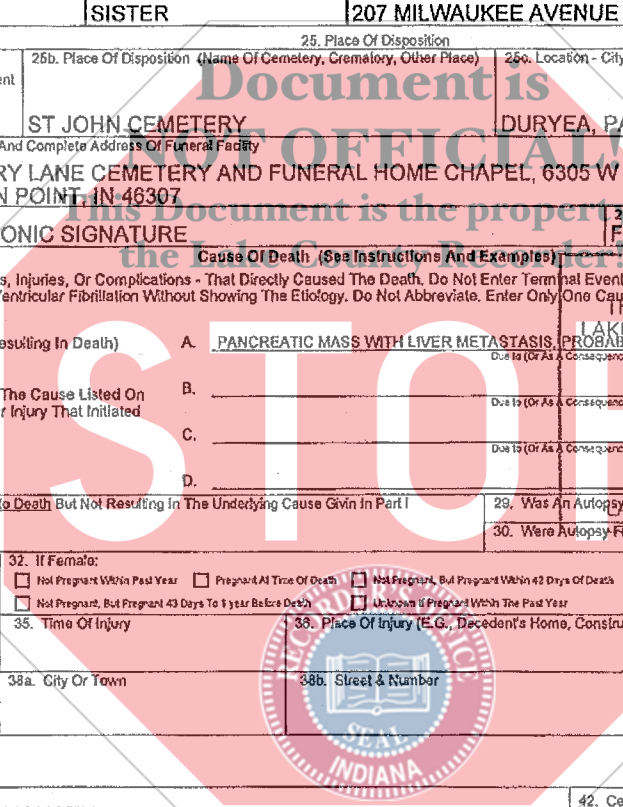 SISTER 207 MILWAUKEE AVENUE
25. Place Of Disposition
25b. Place Of Disposition (Name Of Cemetery, Crematory, Other Place) 25c. Location - City
ent
Document is
ST JOHN CEMETERY DURYEA, PA
And Complete Address Of Funeral Facility
NOT OFFICIAL!
RY LANE CEMETERY AND FUNERAL HOME CHAPEL, 6305 W
N POINT, IN 46307
This Document is the propert
ONIC SIGNATURE
the Lake County Recorder!
Cause Of Death (See Instructions And Examples)
s, Injuries, Or Complications - That Directly Caused The Death. Do Not Enter Terminal Event
entricular Fibrillation Without Showing The Etiology. Do Not Abbreviate. Enter Only One Cau
LAKE
esulting In Death) A. PANCREATIC MASS WITH LIVER METASTASIS, PROBAB
Due to (Or As A Consequenc
The Cause Listed On B.
r Injury That Initiated
Due to (Or As A Consequenc
C.
Due to (Or As A Consequenc
D.
STOP
to Death But Not Resulting In The Underlying Cause Givin In Part I 29. Was An Autopsy
30. Were Autopsy Fi
32. If Female:
Not Pregnant Within Past Year Pregnant At Time Of Death Not Pregnant, But Pregnant Within 42 Days Of Death
Not Pregnant, But Pregnant 43 Days To 1 year Before Death Unknown If Pregnant Within The Past Year
35. Time Of Injury 36. Place Of Injury (E.G., Decedent's Home, Constru
38a. City Or Town 38b. Street & Number
RECORDER'S OFFICE
SEAL
INDIANA
42. Ce